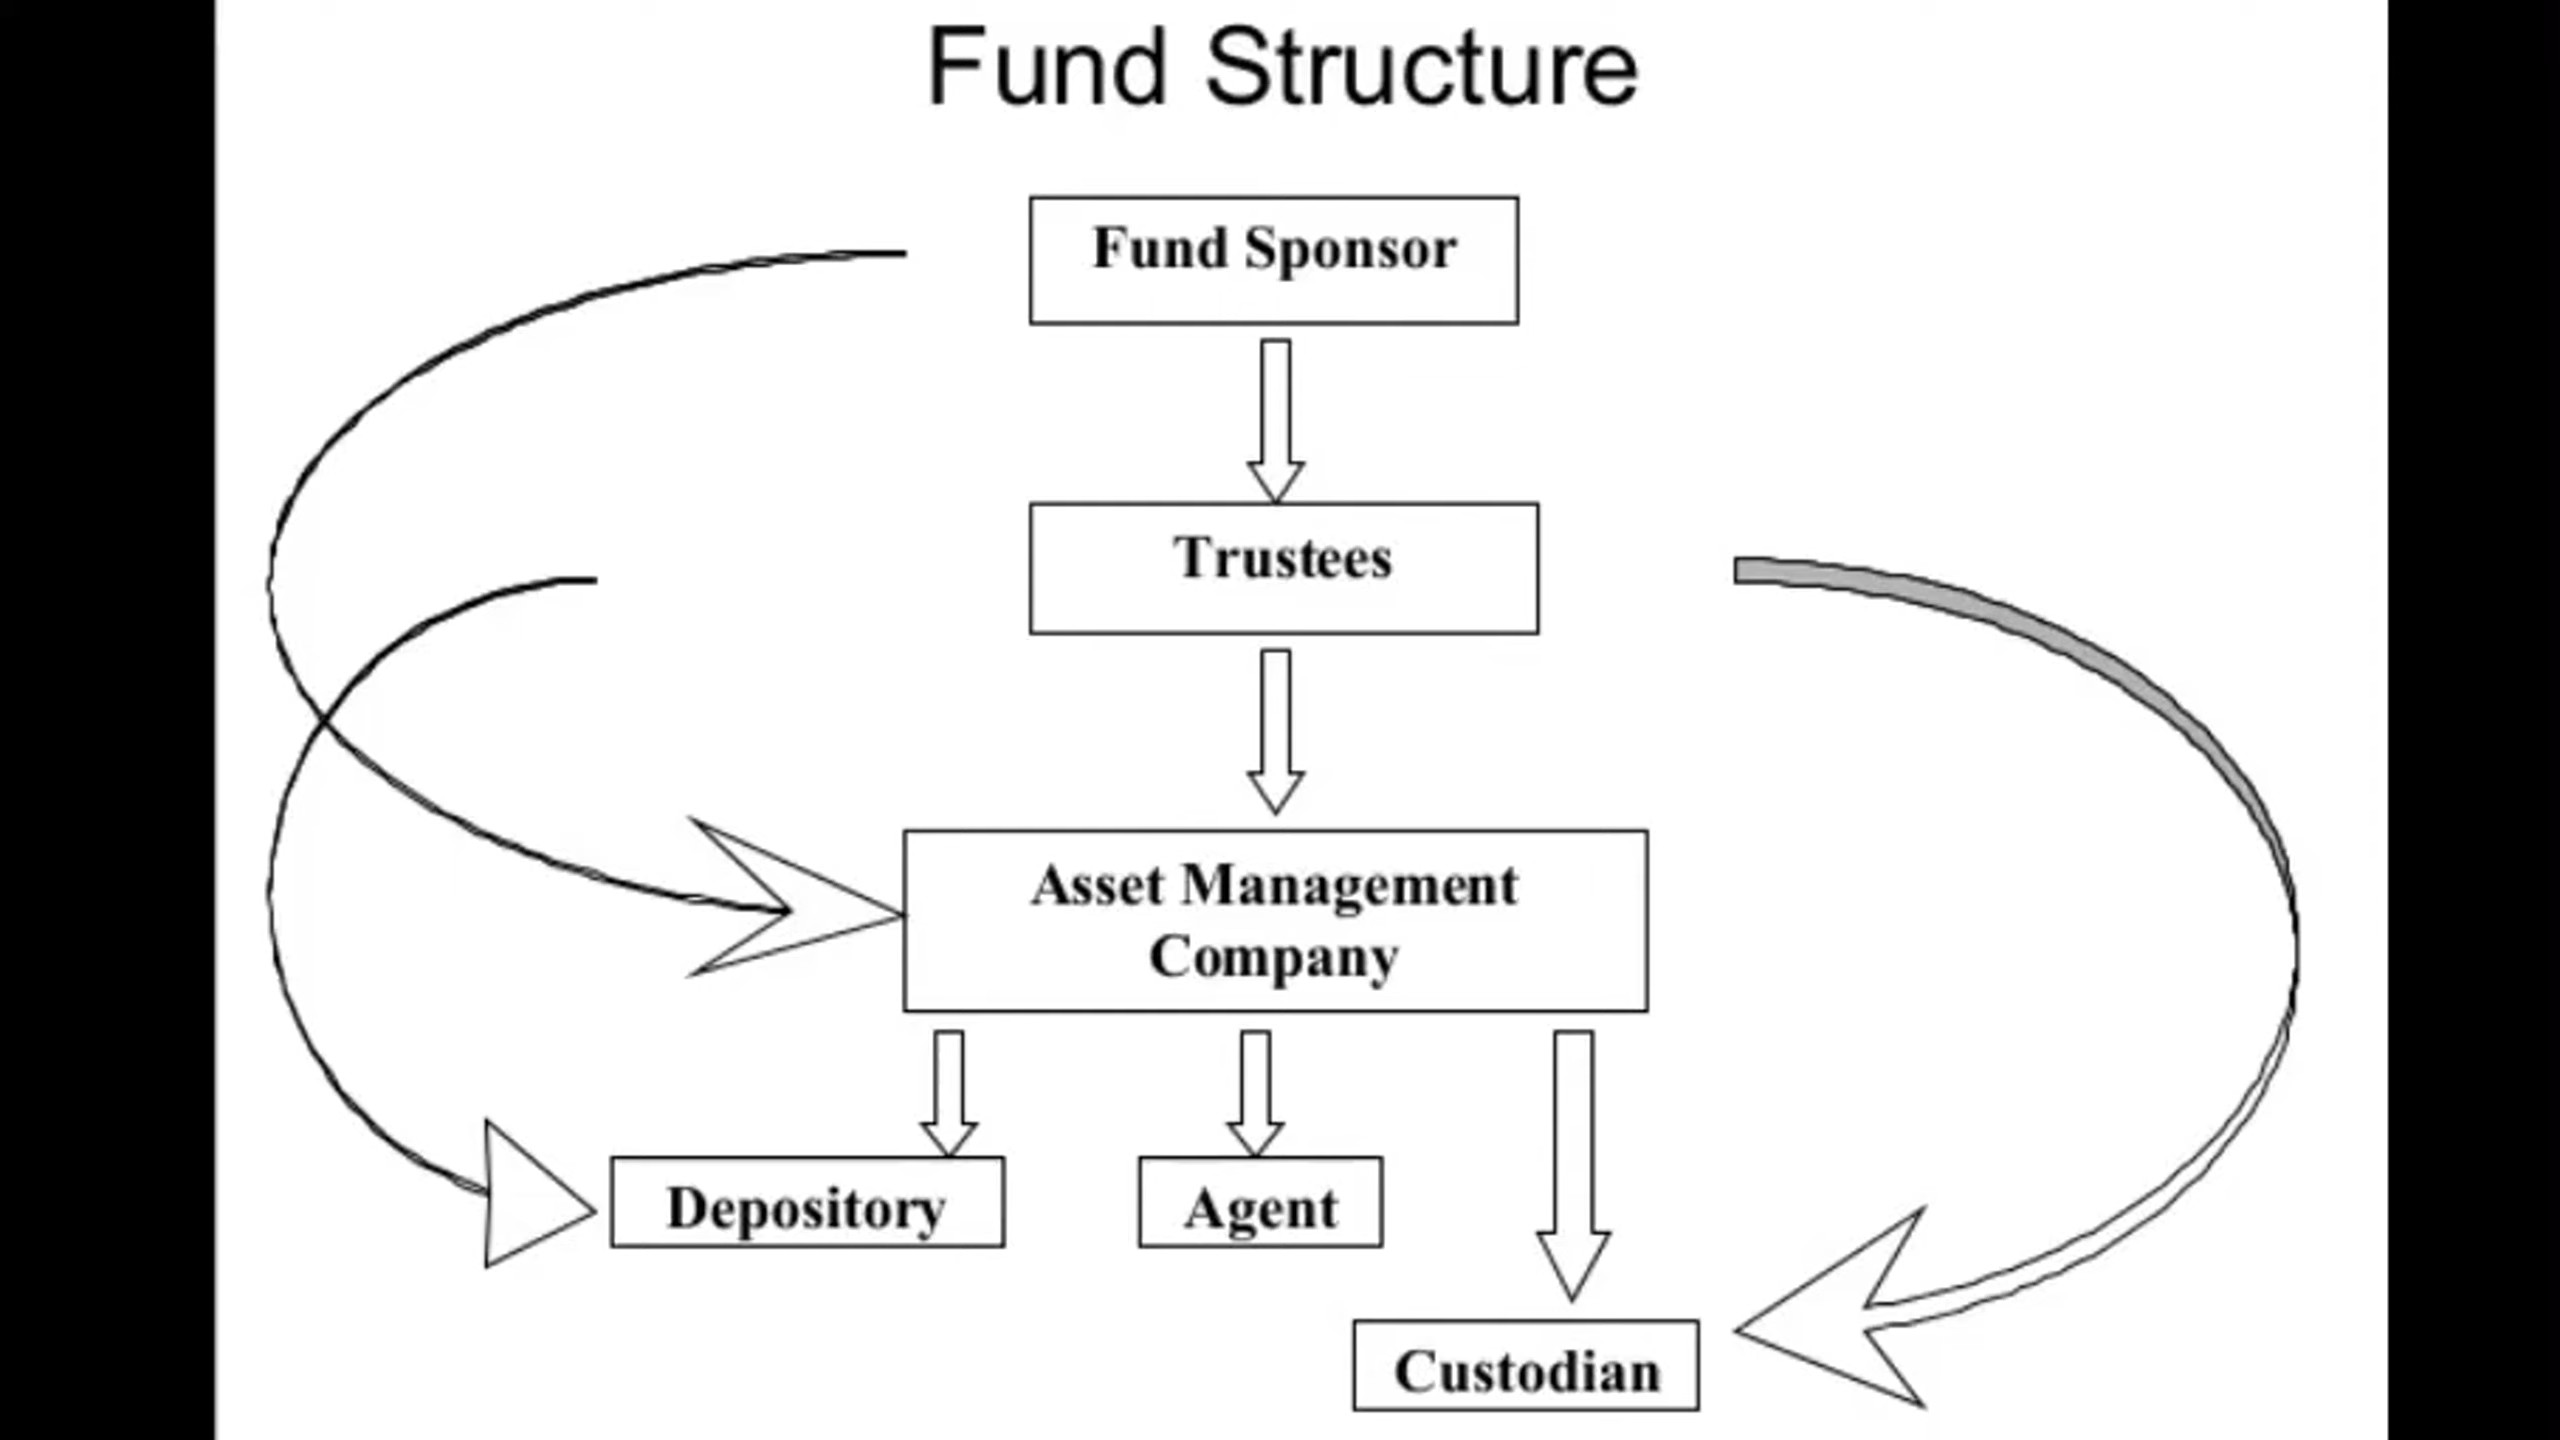 Fund Structure
Fund Sponsor
Trustees
Asset Management
Company
Depository
Agent
Custodian